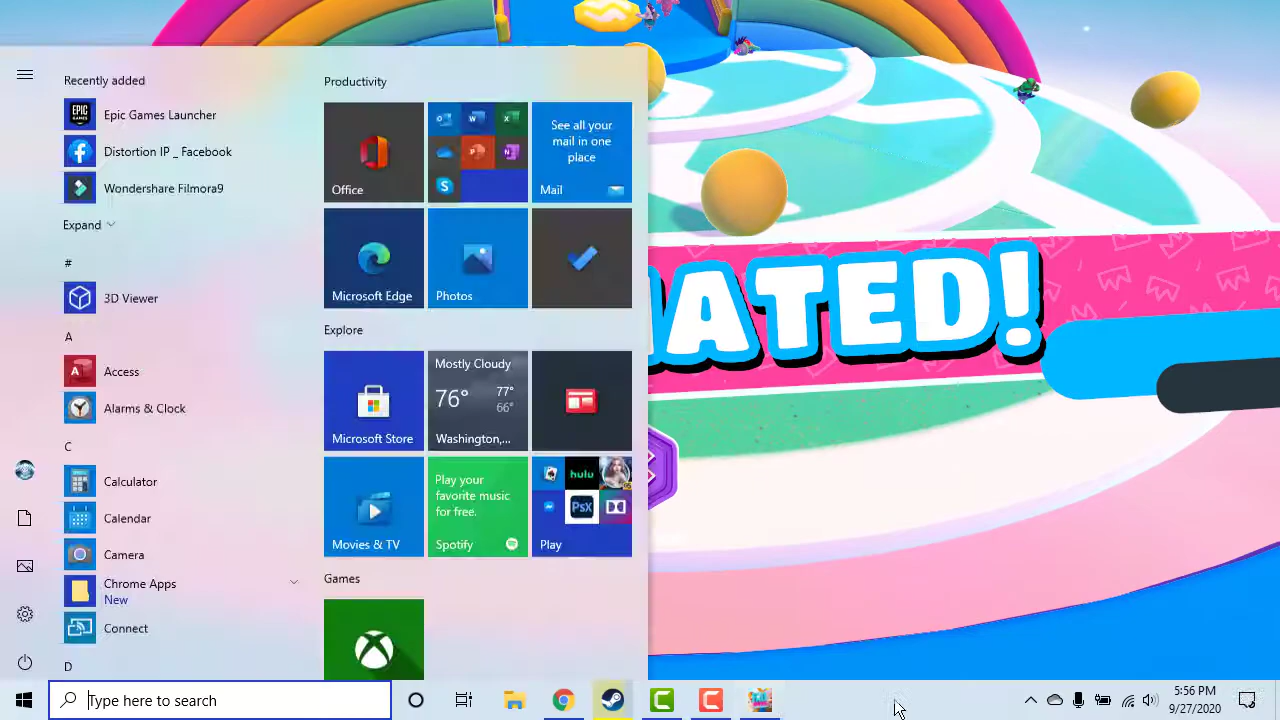 Recently added
EPIC GAMES
Epic Games Launcher
Distortion IP _ Facebook
Wondershare Filmora9
Expand
#
3D Viewer
A
Access
Alarms & Clock
C
Calculator
Calendar
Camera
Chrome Apps
New
Connect
D
Productivity
Office
See all your
mail in one
place
Mail
Microsoft Edge
Photos
Explore
Microsoft Store
Mostly Cloudy
76°
77°
66°
Washington,...
Movies & TV
Play your
favorite music
for free.
Spotify
hulu
PsX
Play
Games
ATED!
Type here to search
5:56 PM
9/27/2020